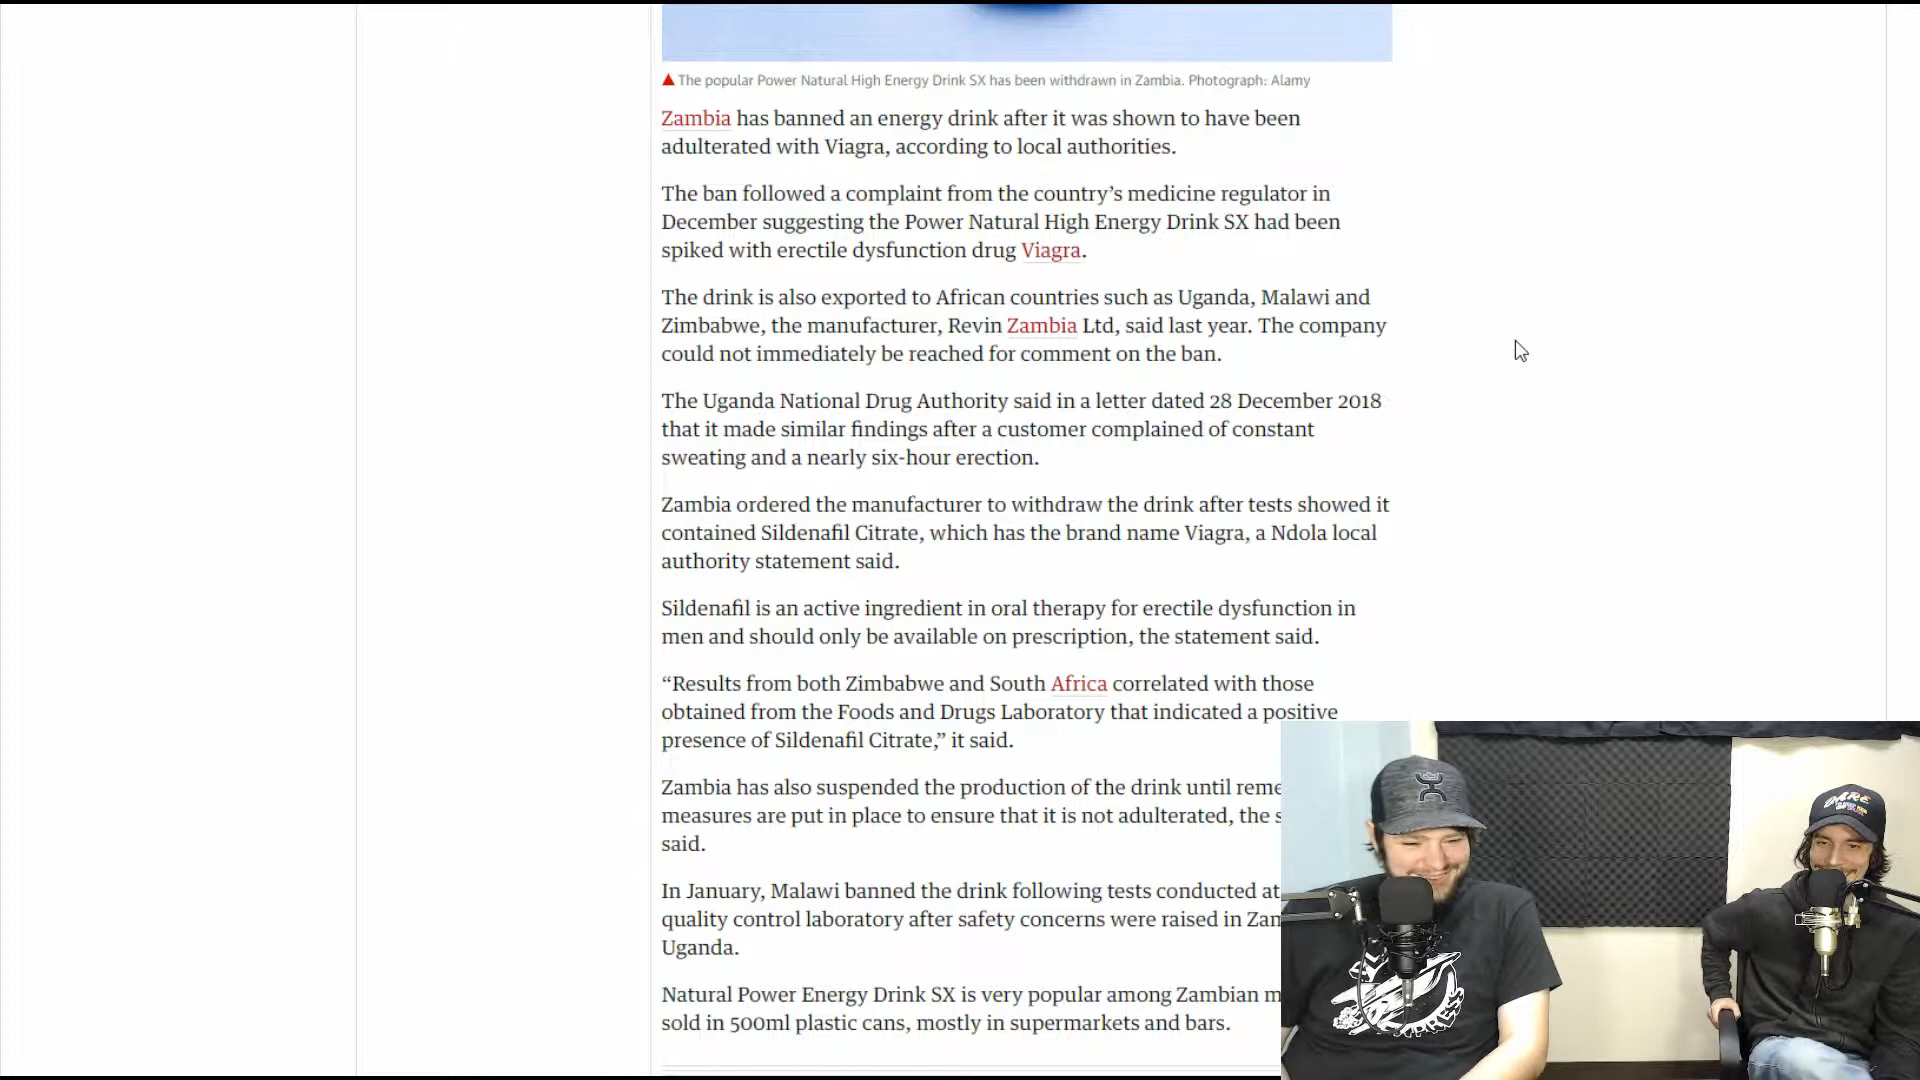 The popular Power Natural High Energy Drink SX has been withdrawn in Zambia. Photograph: Alamy
Zambia has banned an energy drink after it was shown to have been
adulterated with Viagra, according to local authorities.
The ban followed a complaint from the country’s medicine regulator in
December suggesting the Power Natural High Energy Drink SX had been
spiked with erectile dysfunction drug Viagra.
The drink is also exported to African countries such as Uganda, Malawi and
Zimbabwe, the manufacturer, Revin Zambia Ltd, said last year. The company
could not immediately be reached for comment on the ban.
The Uganda National Drug Authority said in a letter dated 28 December 2018
that it made similar findings after a customer complained of constant
sweating and a nearly six-hour erection.
Zambia ordered the manufacturer to withdraw the drink after tests showed it
contained Sildenafil Citrate, which has the brand name Viagra, a Ndola local
authority statement said.
Sildenafil is an active ingredient in oral therapy for erectile dysfunction in
men and should only be available on prescription, the statement said.
“Results from both Zimbabwe and South Africa correlated with those
obtained from the Foods and Drugs Laboratory that indicated a positive
presence of Sildenafil Citrate,” it said.
Zambia has also suspended the production of the drink until reme
measures are put in place to ensure that it is not adulterated, the s
said.
In January, Malawi banned the drink following tests conducted at
quality control laboratory after safety concerns were raised in Zam
Uganda.
Natural Power Energy Drink SX is very popular among Zambian m
sold in 500ml plastic cans, mostly in supermarkets and bars.
DARE